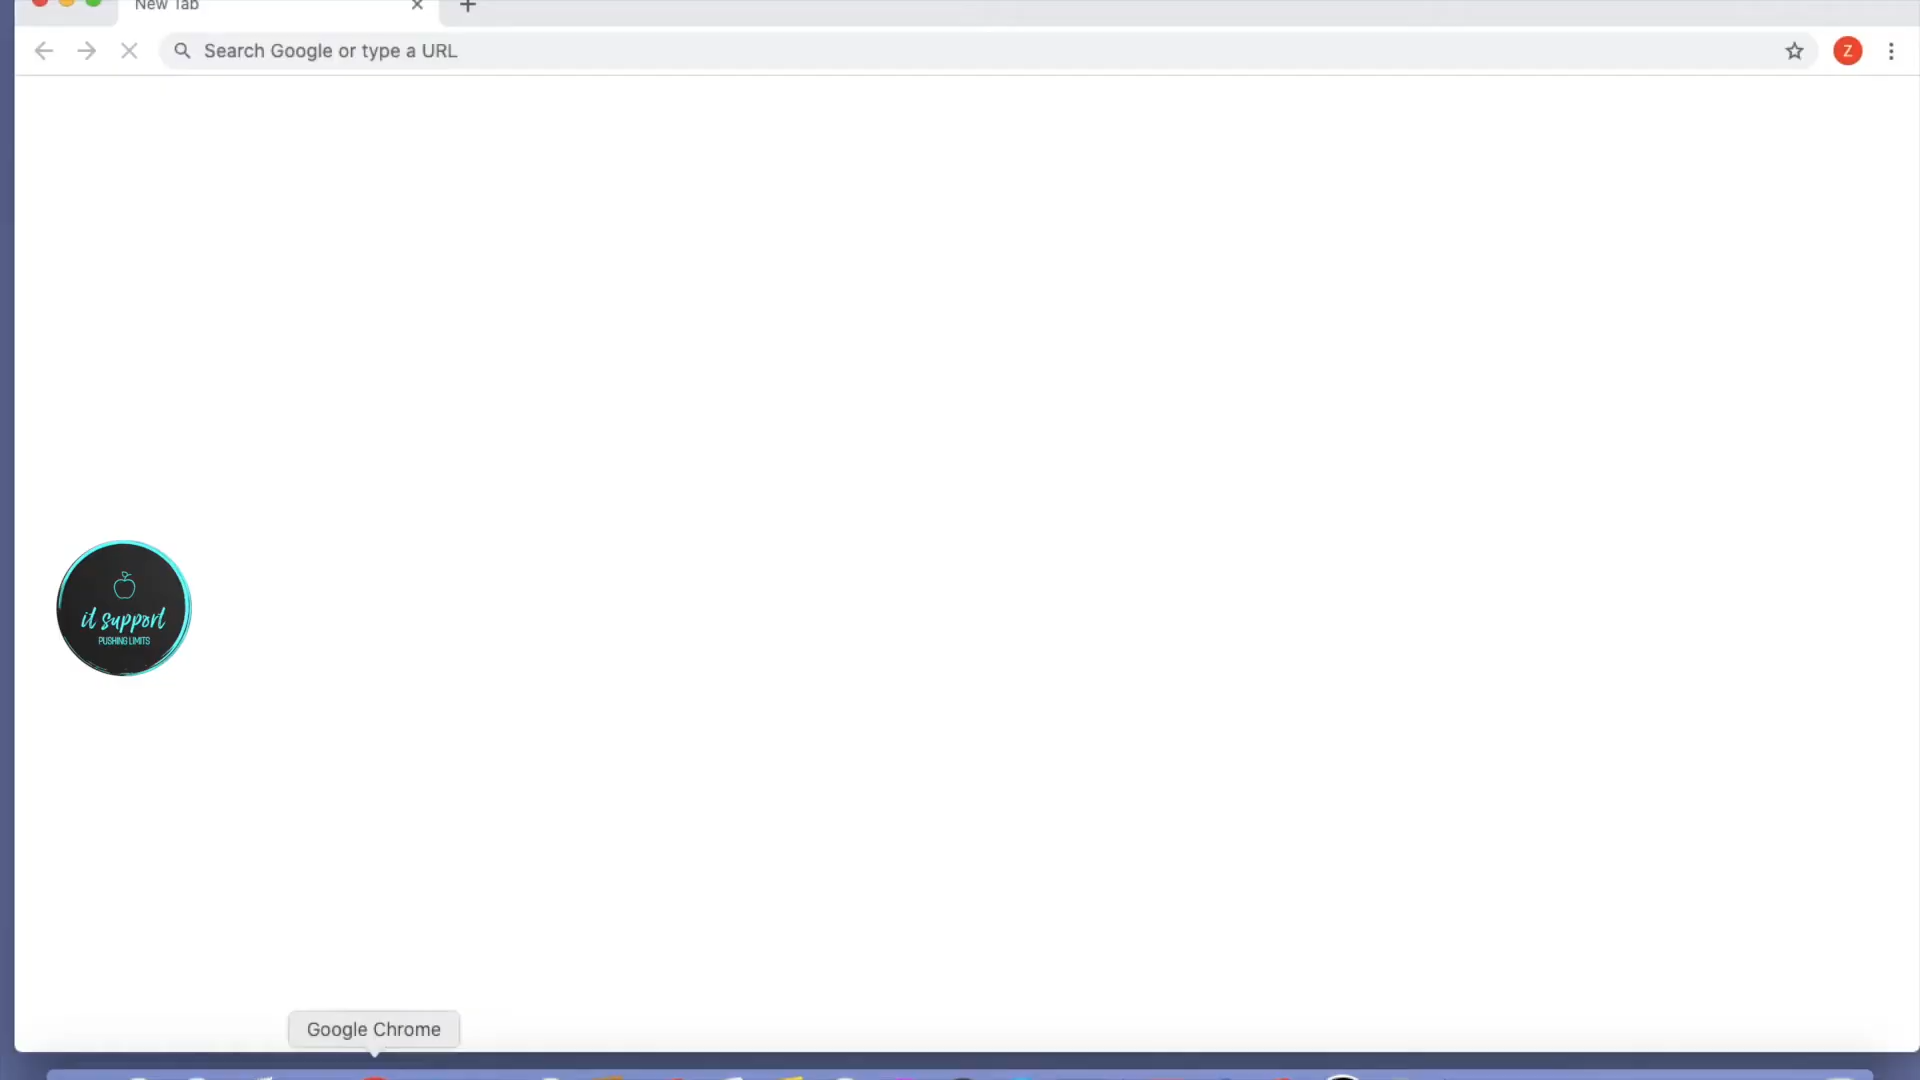 New Tab
Search Google or type a URL
Z
it support
PUSHING LIMITS
Google Chrome